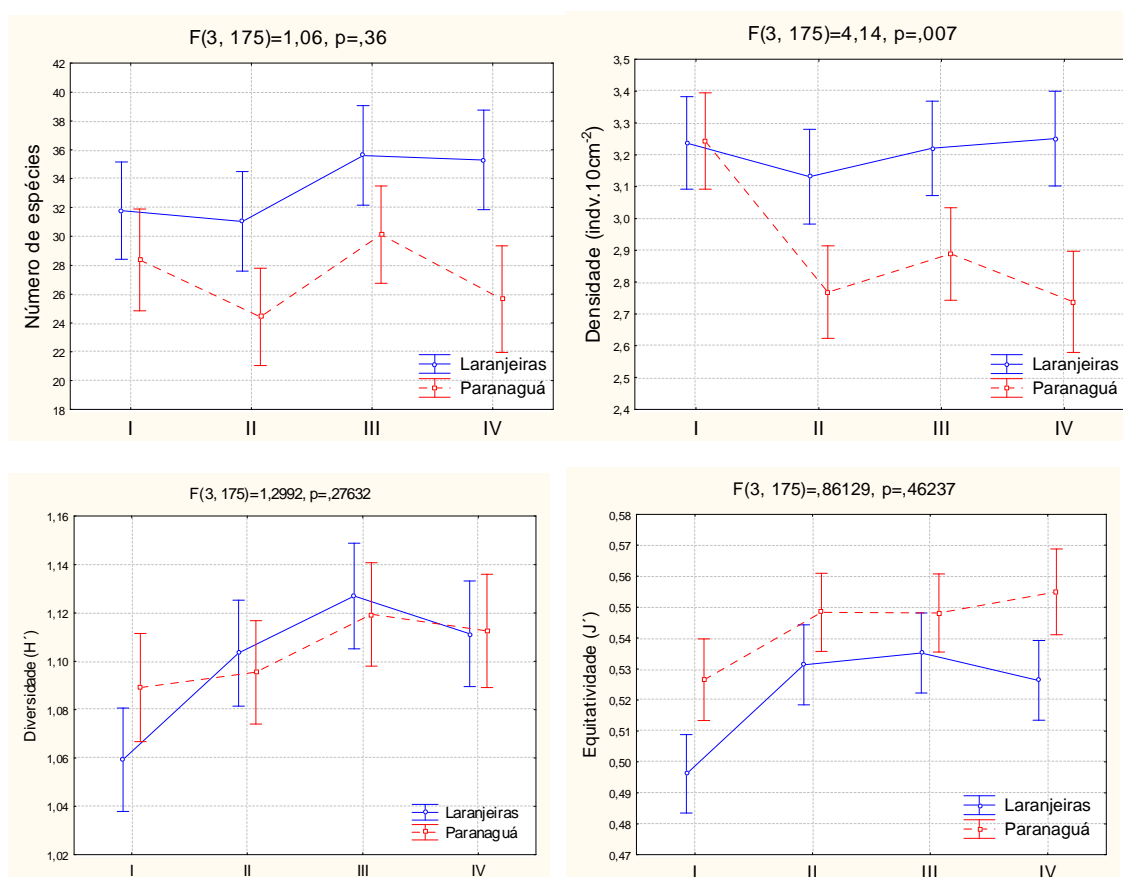 F(3, 175)=1,06, p=,36
Número de espécies
42
40
38
36
34
32
30
28
26
24
22
20
18
I II III IV
Laranjeiras
Paranaguá
F(3, 175)=4,14, p=,007
Densidade (indv.10cm-2)
3,5
3,4
3,3
3,2
3,1
3,0
2,9
2,8
2,7
2,6
2,5
2,4
I II III IV
Laranjeiras
Paranaguá
F(3, 175)=1,2992, p=,27632
Diversidade (H´)
1,16
1,14
1,12
1,10
1,08
1,06
1,04
1,02
I II III IV
Laranjeiras
Paranaguá
F(3, 175)=,86129, p=,46237
Equitatividade (J´)
0,58
0,57
0,56
0,55
0,54
0,53
0,52
0,51
0,50
0,49
0,48
0,47
I II III IV
Laranjeiras
Paranaguá